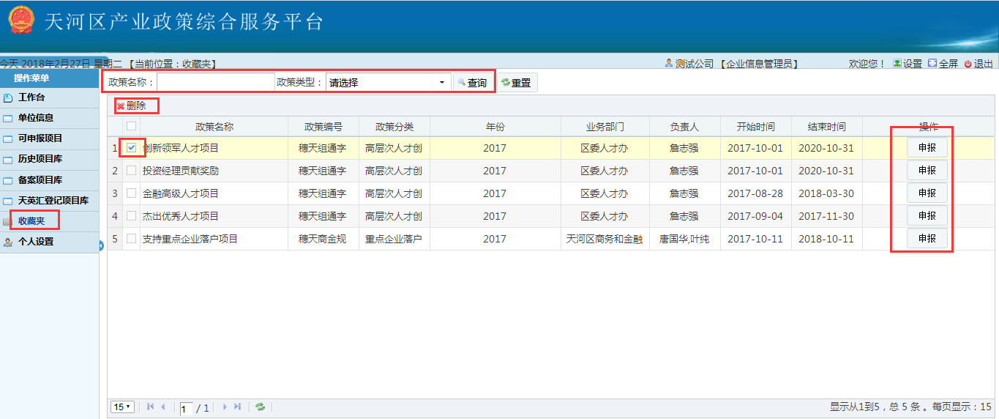 天河区产业政策综合服务平台
今天 2018年2月27日 星期二 【当前位置：收藏夹】 测试公司 【企业信息管理员】 欢迎您！ 设置 全屏 退出
操作菜单
工作台
单位信息
可申报项目
历史项目库
备案项目库
天英汇登记项目库
收藏夹
个人设置
政策名称： 政策类型： 请选择 查询 重置
删除
政策名称 政策编号 政策分类 年份 业务部门 负责人 开始时间 结束时间 操作
1 创新领军人才项目 穗天组通字 高层次人才创 2017 区委人才办 詹志强 2017-10-01 2020-10-31 申报
2 投资经理贡献奖励 穗天组通字 高层次人才创 2017 区委人才办 詹志强 2017-10-01 2020-10-31 申报
3 金融高级人才项目 穗天组通字 高层次人才创 2017 区委人才办 詹志强 2017-08-28 2018-03-30 申报
4 杰出优秀人才项目 穗天组通字 高层次人才创 2017 区委人才办 詹志强 2017-09-04 2017-11-30 申报
5 支持重点企业落户项目 穗天商金规 重点企业落户 2017 天河区商务和金融 唐国华,叶纯 2017-10-11 2018-10-11 申报
15 1 / 1 显示从1到5，总 5 条 。每页显示：15